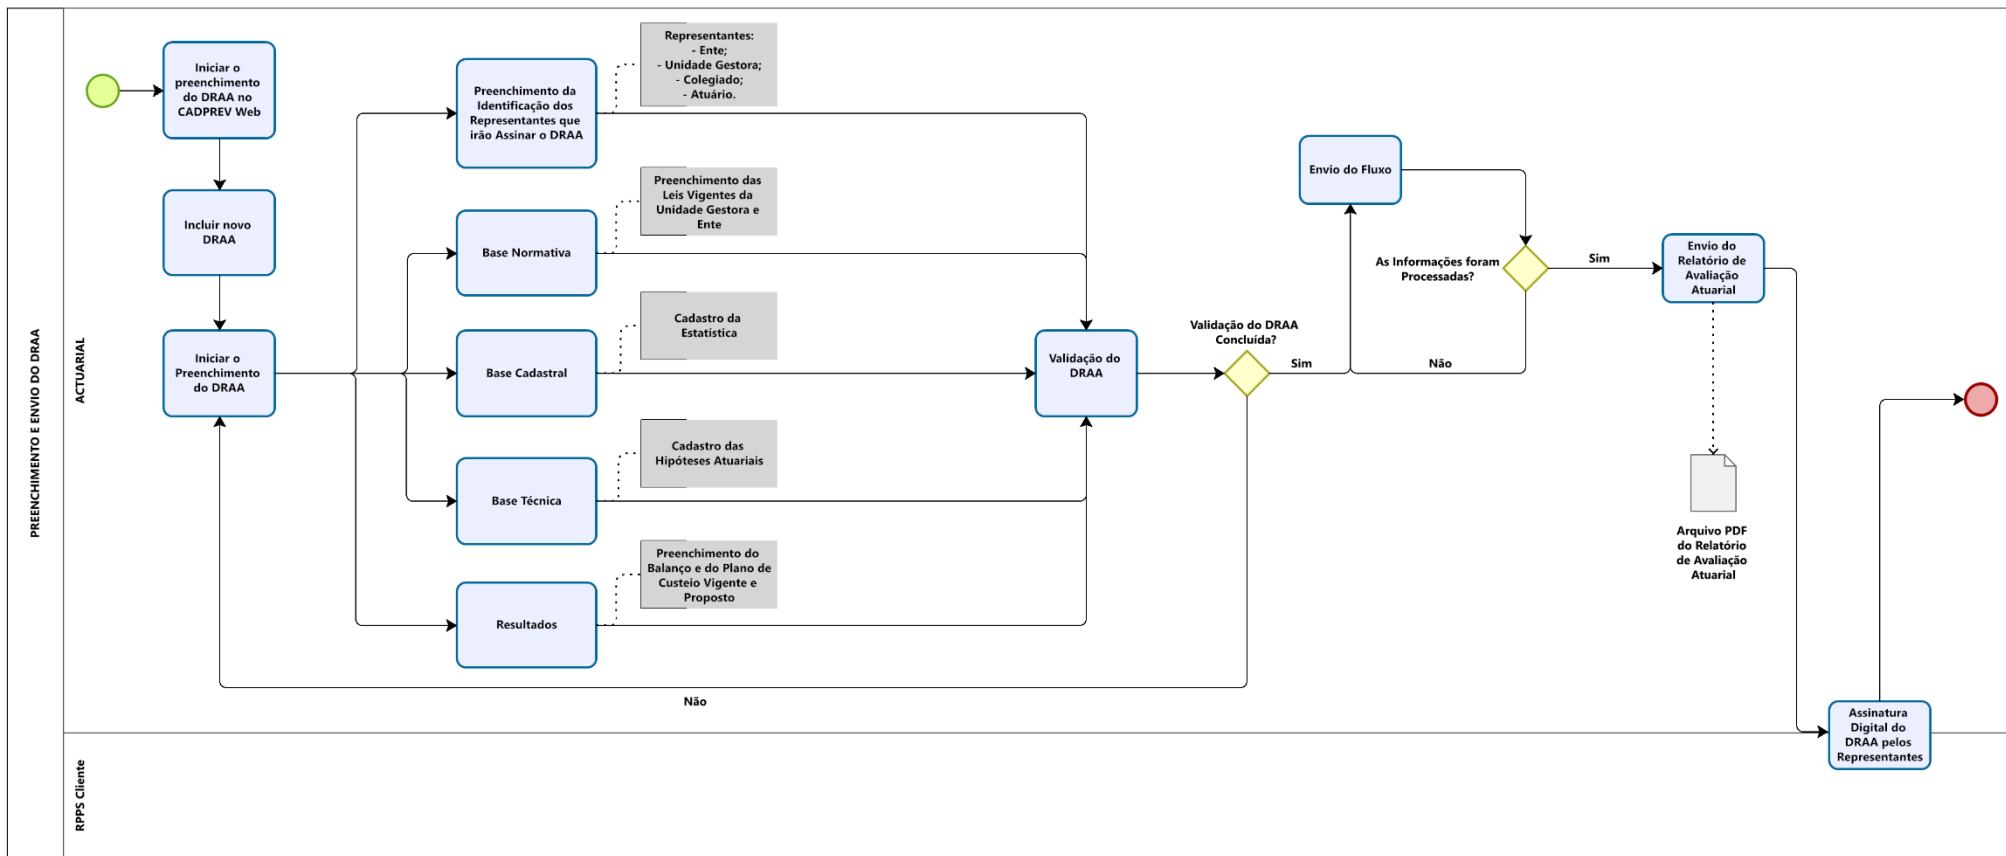 PREENCHIMENTO E ENVIO DO DRAA
ACTUARIAL
RPPS Cliente
Iniciar o
preenchimento
do DRAA no
CADPREV Web
Incluir novo
DRAA
Iniciar o
Preenchimento
do DRAA
Preenchimento da
Identificação dos
Representantes que
irão Assinar o DRAA
Representantes:
- Ente;
- Unidade Gestora;
- Colegiado;
- Atuário.
Base Normativa
Preenchimento das
Leis Vigentes da
Unidade Gestora e
Ente
Base Cadastral
Cadastro da
Estatística
Base Técnica
Cadastro das
Hipóteses Atuariais
Resultados
Preenchimento do
Balanço e do Plano de
Custeio Vigente e
Proposto
Validação do
DRAA
Validação do DRAA
Concluída?
Sim
Não
Envio do Fluxo
As Informações foram
Processadas?
Sim
Não
Envio do
Relatório de
Avaliação
Atuarial
Arquivo PDF
do Relatório
de Avaliação
Atuarial
Assinatura
Digital do
DRAA pelos
Representantes